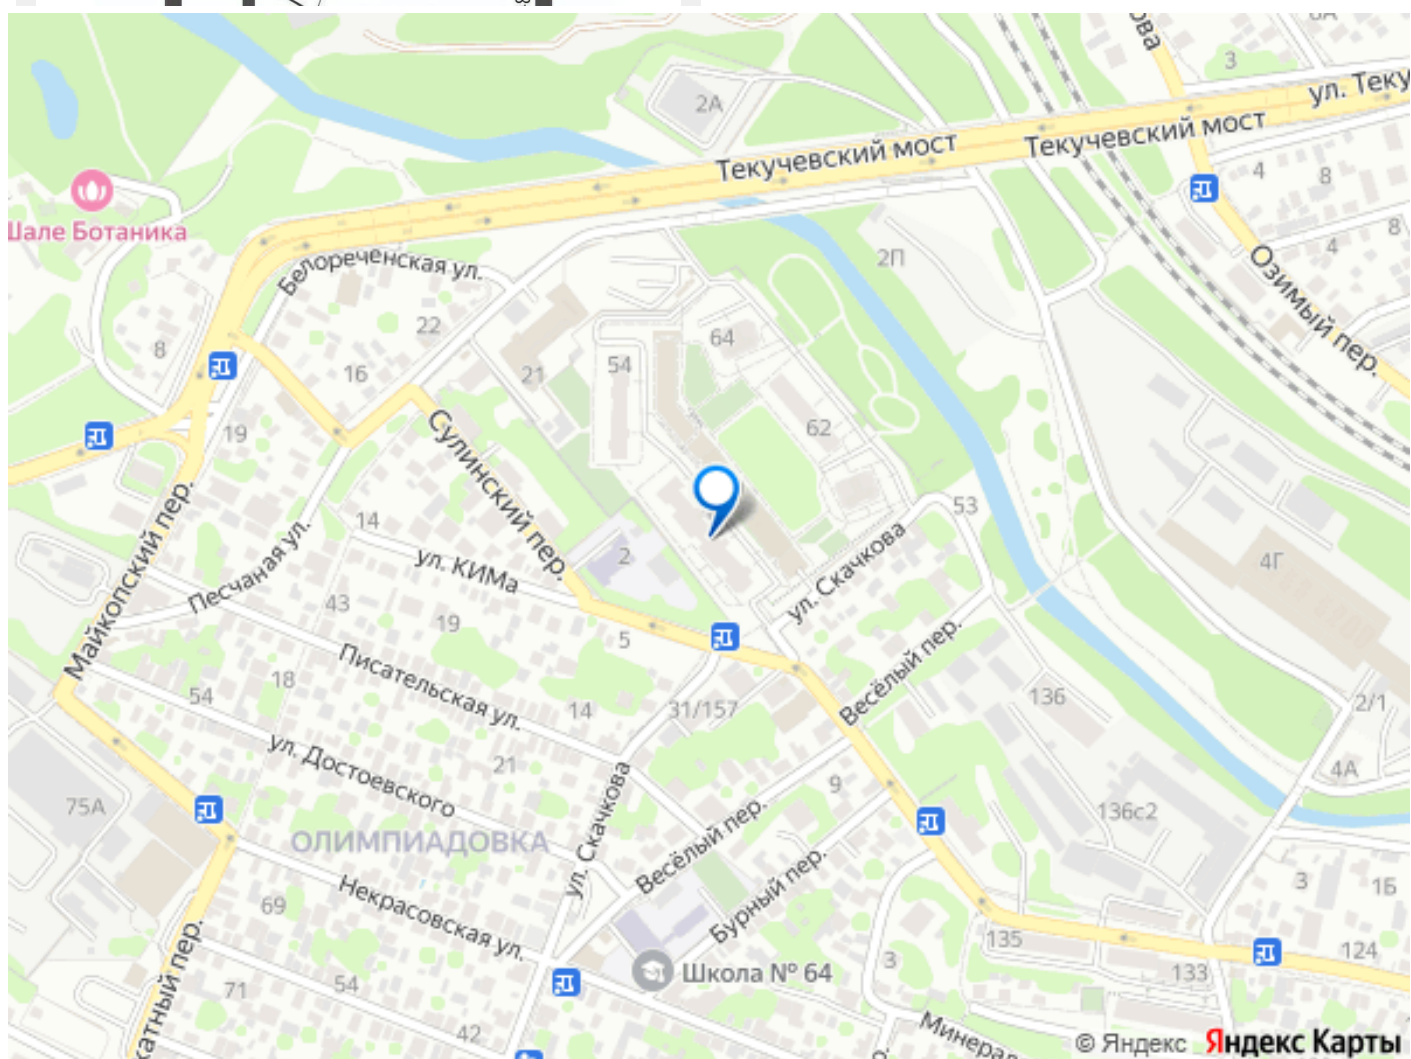 3
ул. Теку
2А
Текучевский мост
Текучевский мост
4
8
Шале Ботаника
2П
8
4
Белореченская ул.
Озимый пер.
22
64
8
54
16
21
62
19
Сулинский пер.
53
Майкопский пер.
14
Песчаная ул.
ул. КИМа
2
ул. Скачкова
4Г
43
19
5
Весёлый пер.
Писательская ул.
18
54
14
31/157
136
2/1
ул. Достоевского
21
4А
75А
9
136с2
ОЛИМПИАДОВКА
ул. Скачкова
Весёлый пер.
Бурный пер.
3
1Б
Некрасовская ул.
69
135
124
3
Школа № 64
133
71
54
42
Минерал
катный пер.
© Яндекс Яндекс Карты